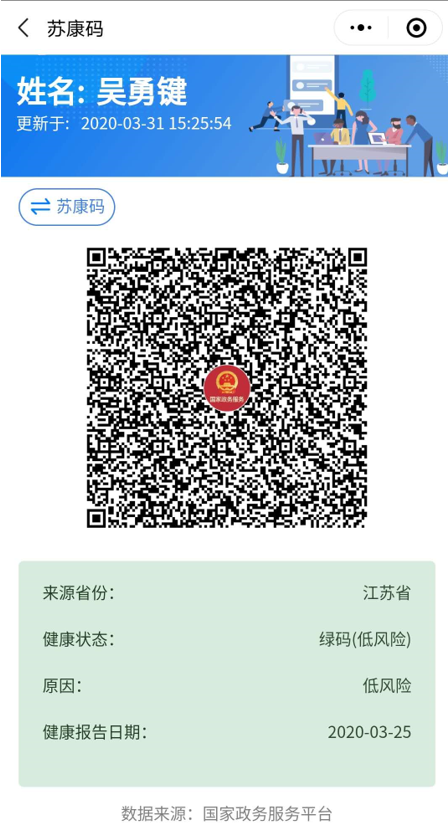 苏康码
姓名: 吴勇键
更新于: 2020-03-31 15:25:54
苏康码
国家政务服务
来源省份: 江苏省
健康状态: 绿码(低风险)
原因: 低风险
健康报告日期: 2020-03-25
数据来源: 国家政务服务平台